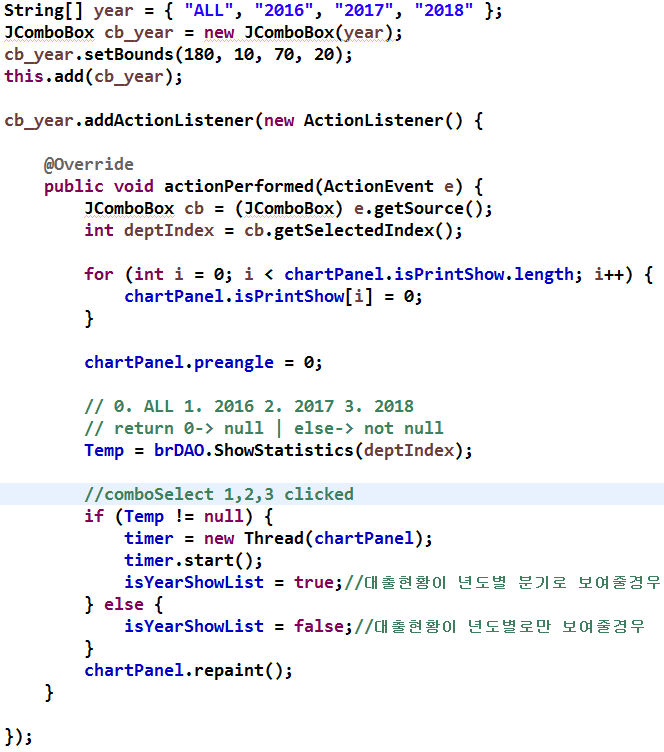 String[] year = { "ALL", "2016", "2017", "2018" };
JComboBox cb_year = new JComboBox(year);
cb_year.setBounds(180, 10, 70, 20);
this.add(cb_year);
cb_year.addActionListener(new ActionListener() {
@Override
public void actionPerformed(ActionEvent e) {
JComboBox cb = (JComboBox) e.getSource();
int deptIndex = cb.getSelectedIndex();
for (int i = 0; i < chartPanel.isPrintShow.length; i++) {
chartPanel.isPrintShow[i] = 0;
}
chartPanel.preangle = 0;
// 0. ALL 1. 2016 2. 2017 3. 2018
// return 0-> null | else-> not null
Temp = brDAO.ShowStatistics(deptIndex);
//comboSelect 1,2,3 clicked
if (Temp != null) {
timer = new Thread(chartPanel);
timer.start();
isYearShowList = true;//대출현황이 년도별 분기로 보여줄경우
} else {
isYearShowList = false;//대출현황이 년도별로만 보여줄경우
}
chartPanel.repaint();
}
});